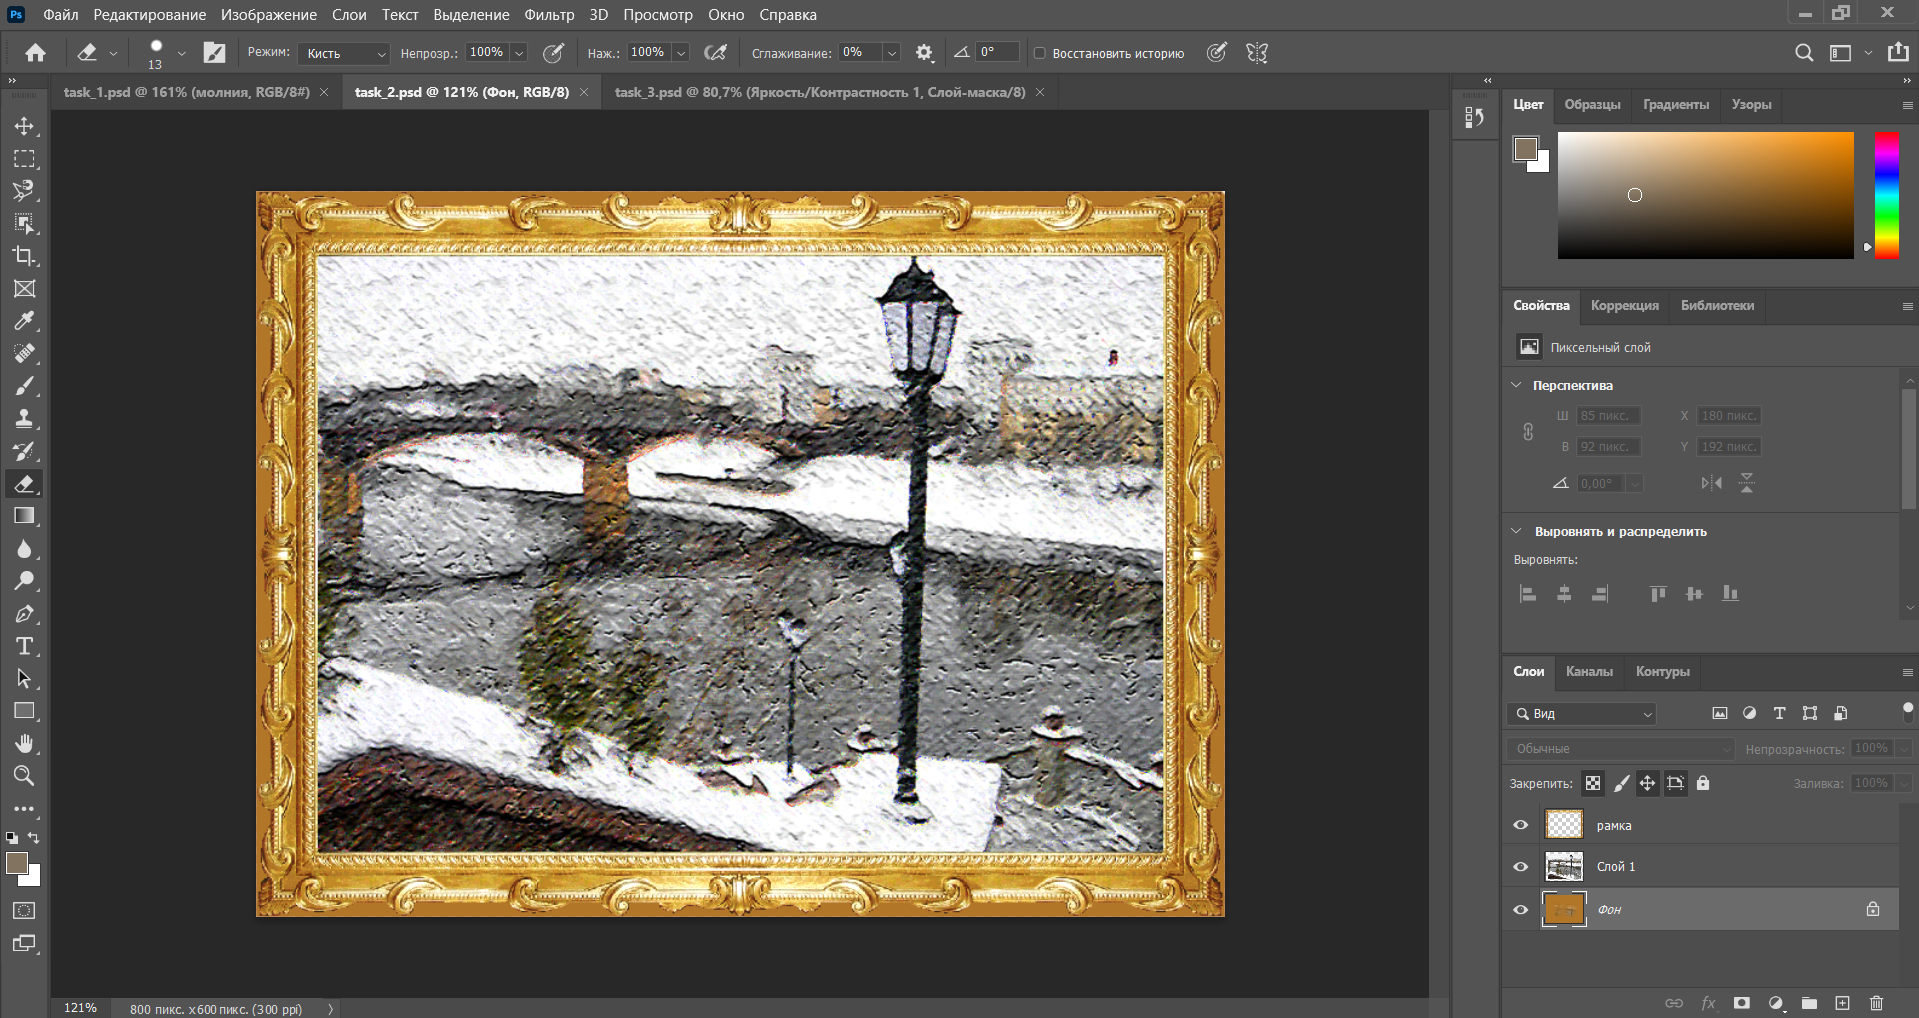 Ps Файл Редактирование Изображение Слои Текст Выделение Фильтр 3D Просмотр Окно Справка
13 Режим: Кисть Непрозр.: 100% Наж.: 100% Сглаживание: 0% 0° Восстановить историю
task_1.psd @ 161% (молния, RGB/8#) task_2.psd @ 121% (Фон, RGB/8) task_3.psd @ 80,7% (Яркость/Контрастность 1, Слой-маска/8)
Цвет Образцы Градиенты Узоры
Свойства Коррекция Библиотеки
Пиксельный слой
Перспектива
Ш 85 пикс. X 180 пикс.
В 92 пикс. Y 192 пикс.
0,00°
Выровнять и распределить
Выровнять:
Слои Каналы Контуры
Вид
Обычные Непрозрачность: 100%
Закрепить: Заливка: 100%
рамка
Слой 1
Фон
fx
121% 800 пикс. x 600 пикс. (300 ppi)